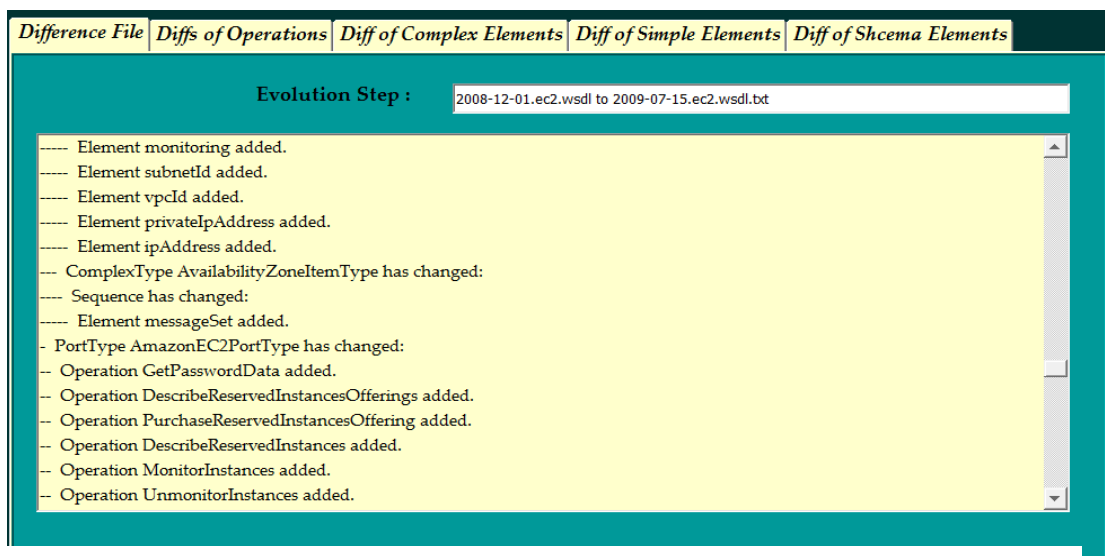 Difference File Diffs of Operations Diff of Complex Elements Diff of Simple Elements Diff of Shcema Elements
Evolution Step : 2008-12-01.ec2.wsdl to 2009-07-15.ec2.wsdl.txt
----- Element monitoring added.
----- Element subnetId added.
----- Element vpcId added.
----- Element privateIpAddress added.
----- Element ipAddress added.
--- ComplexType AvailabilityZoneItemType has changed:
---- Sequence has changed:
----- Element messageSet added.
- PortType AmazonEC2PortType has changed:
-- Operation GetPasswordData added.
-- Operation DescribeReservedInstancesOfferings added.
-- Operation PurchaseReservedInstancesOffering added.
-- Operation DescribeReservedInstances added.
-- Operation MonitorInstances added.
-- Operation UnmonitorInstances added.